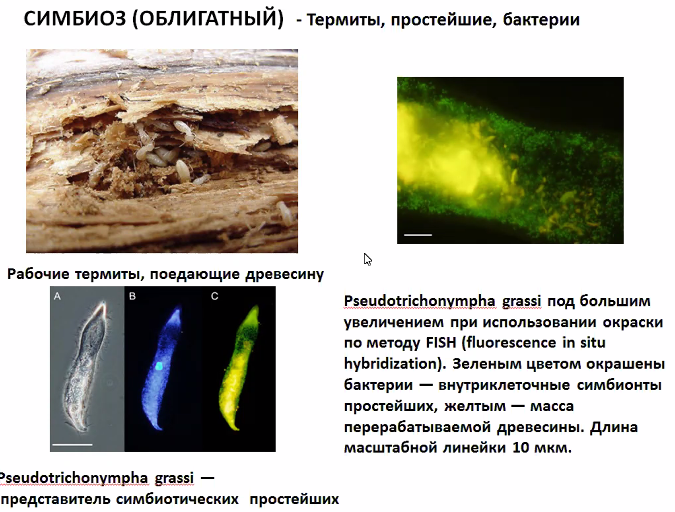 СИМБИОЗ (ОБЛИГАТНЫЙ) - Термиты, простейшие, бактерии
Рабочие термиты, поедающие древесину
A B C
Pseudotrichonympha grassi под большим
увеличением при использовании окраски
по методу FISH (fluorescence in situ
hybridization). Зеленым цветом окрашены
бактерии — внутриклеточные симбионты
простейших, желтым — масса
перерабатываемой древесины. Длина
масштабной линейки 10 мкм.
Pseudotrichonympha grassi —
представитель симбиотических простейших